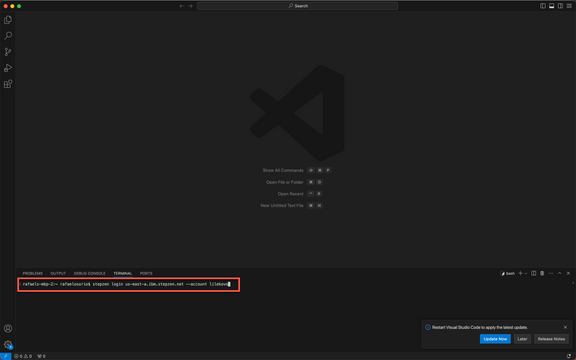 Search
Show All Commands
Open File or Folder
Open Recent
New Untitled Text File
PROBLEMS OUTPUT DEBUG CONSOLE TERMINAL PORTS
bash
rafaels-mbp-2:~ rafaelosorio$ stepzen login us-east-a.ibm.stepzen.net --account
Restart Visual Studio Code to apply the latest update.
Update Now Later Release Notes
0 0 0